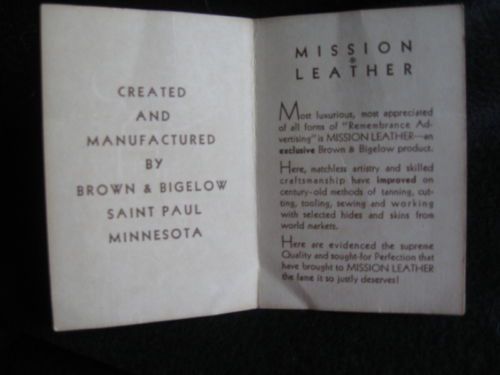 CREATED
AND
MANUFACTURED
BY
BROWN & BIGELOW
SAINT PAUL
MINNESOTA
MISSION
LEATHER
Most luxurious, most appreciated
of all forms of "Remembrance Ad-
vertising" is MISSION LEATHER—an
exclusive Brown & Bigelow product.
Here, matchless artistry and skilled
craftsmanship have improved on
century-old methods of tanning, cut-
ting, tooling, sewing and working
with selected hides and skins from
world markets.
Here are evidenced the supreme
Quality and sought-for Perfection that
have brought to MISSION LEATHER
the fame it so justly deserves!